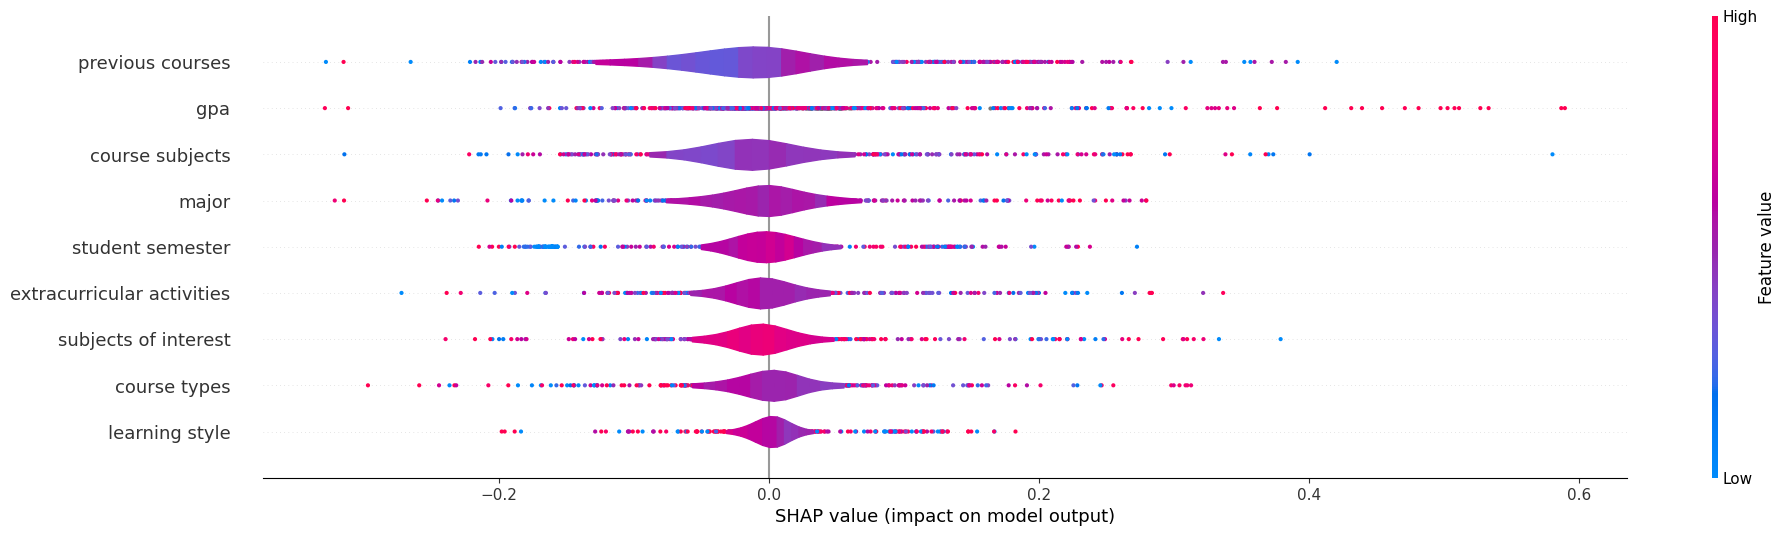 High
previous courses
gpa
course subjects
major
student semester
extracurricular activities
subjects of interest
course types
learning style
Feature value
Low
−0.2 0.0 0.2 0.4 0.6
SHAP value (impact on model output)